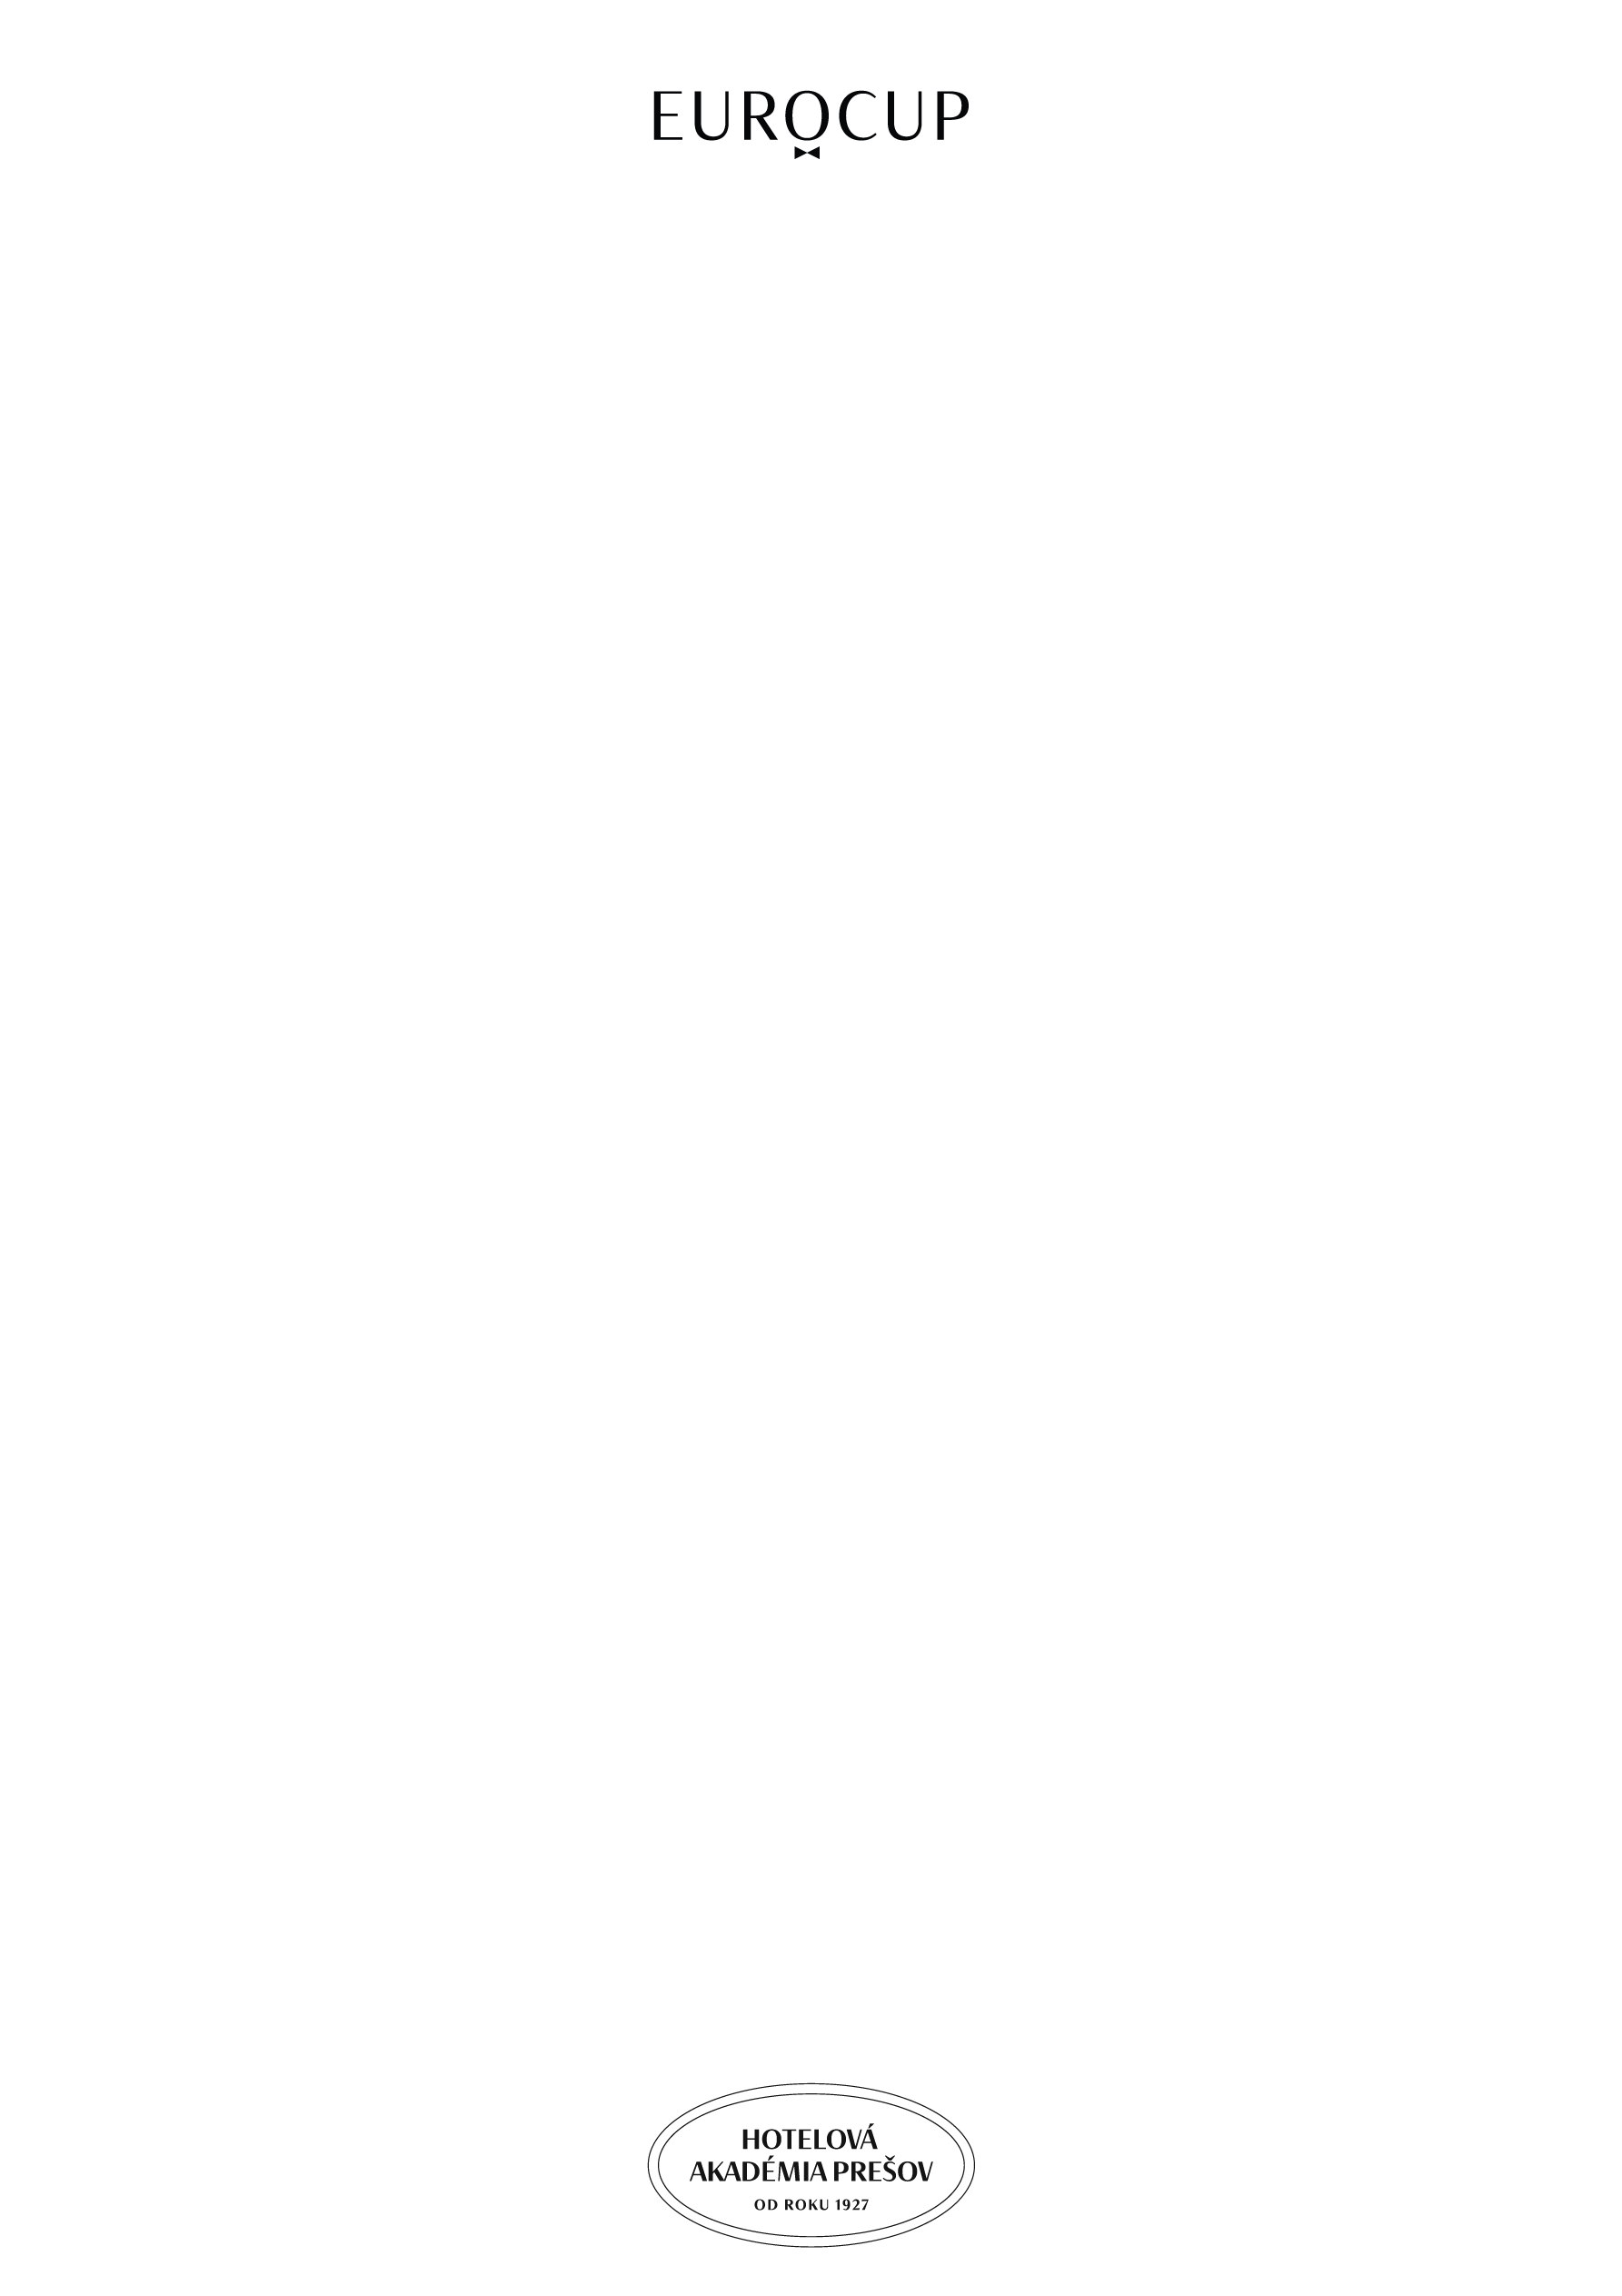 EUROCUP
HOTELOVÁ
AKADÉMIA PREŠOV
OD ROKU 1927